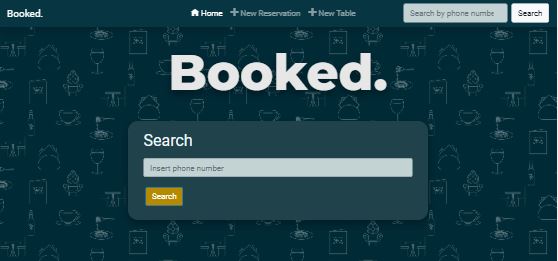 Booked. Home New Reservation New Table Search by phone numbe Search
Booked.
Search
Insert phone number
Search